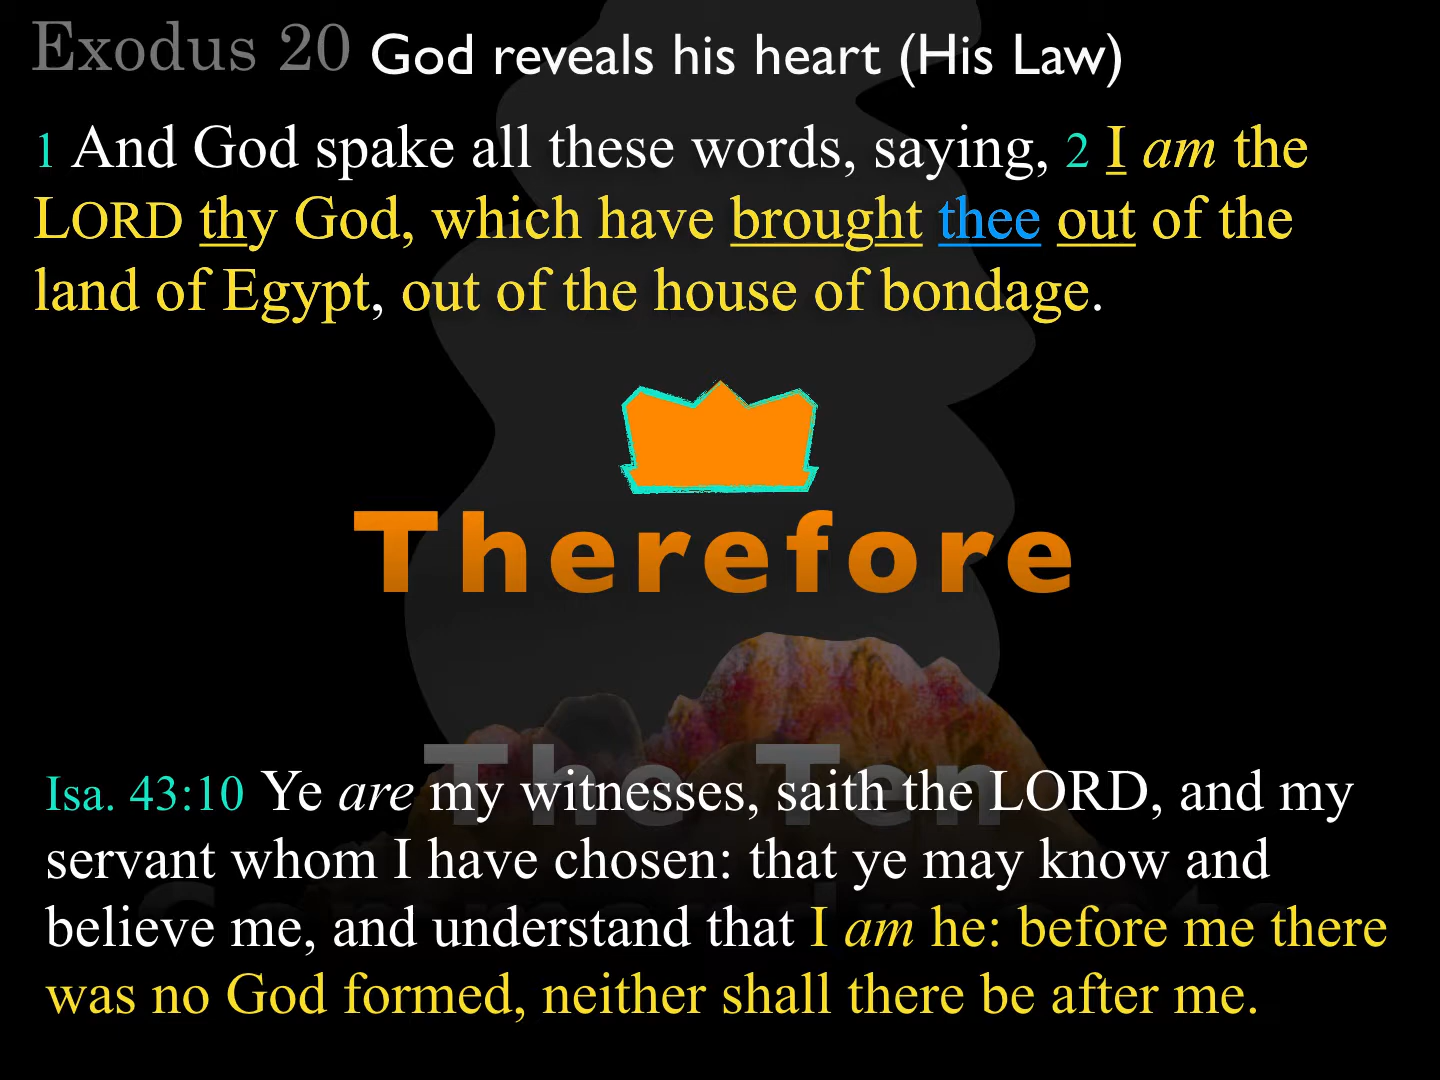 Exodus 20 God reveals his heart (His Law)
1 And God spake all these words, saying, 2 I am the
LORD thy God, which have brought thee out of the
land of Egypt, out of the house of bondage.
Therefore
The Ten
Isa. 43:10 Ye are my witnesses, saith the LORD, and my
servant whom I have chosen: that ye may know and
believe me, and understand that I am he: before me there
was no God formed, neither shall there be after me.